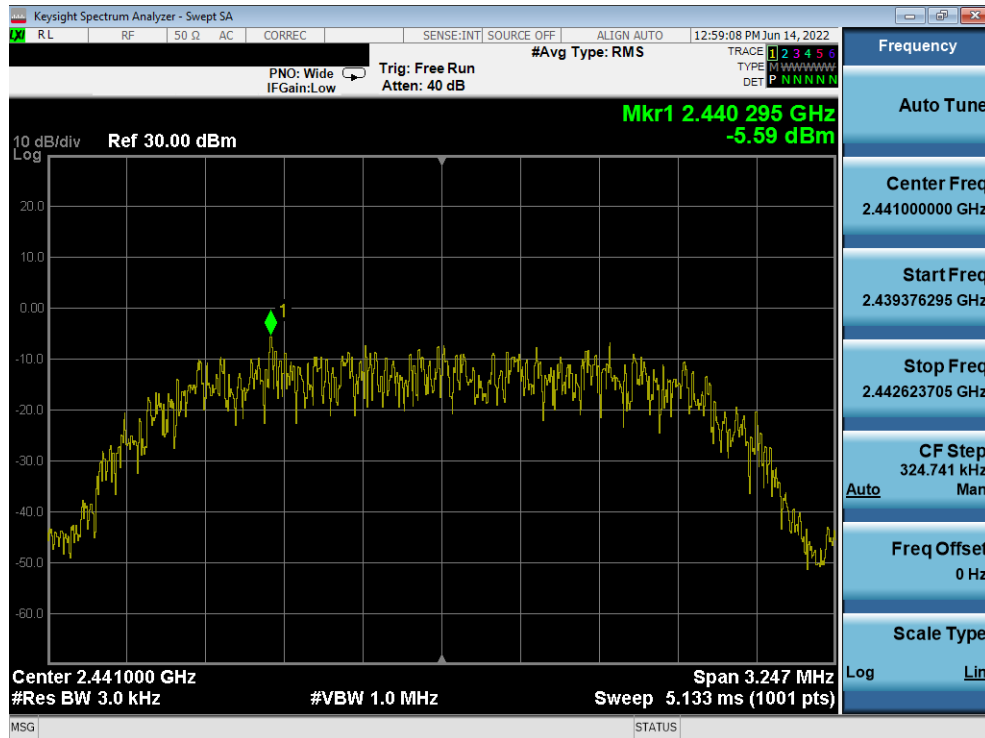 Keysight Spectrum Analyzer - Swept SA
LXI RL RF 50 Ω AC CORREC SENSE:INT SOURCE OFF ALIGN AUTO 12:59:08 PM Jun 14, 2022
#Avg Type: RMS
TRACE 1 2 3 4 5 6
PNO: Wide Trig: Free Run
TYPE M WWWWW
IFGain:Low Atten: 40 dB
DET P N N N N N
Mkr1 2.440 295 GHz
-5.59 dBm
10 dB/div Ref 30.00 dBm
Log
20.0
10.0
0.00
-10.0
-20.0
-30.0
-40.0
-50.0
-60.0
1
Center 2.441000 GHz Span 3.247 MHz
#Res BW 3.0 kHz #VBW 1.0 MHz Sweep 5.133 ms (1001 pts)
MSG STATUS
Frequency
Auto Tune
Center Freq
2.441000000 GHz
Start Freq
2.439376295 GHz
Stop Freq
2.442623705 GHz
CF Step
324.741 kHz
Auto Man
Freq Offset
0 Hz
Scale Type
Log Lin